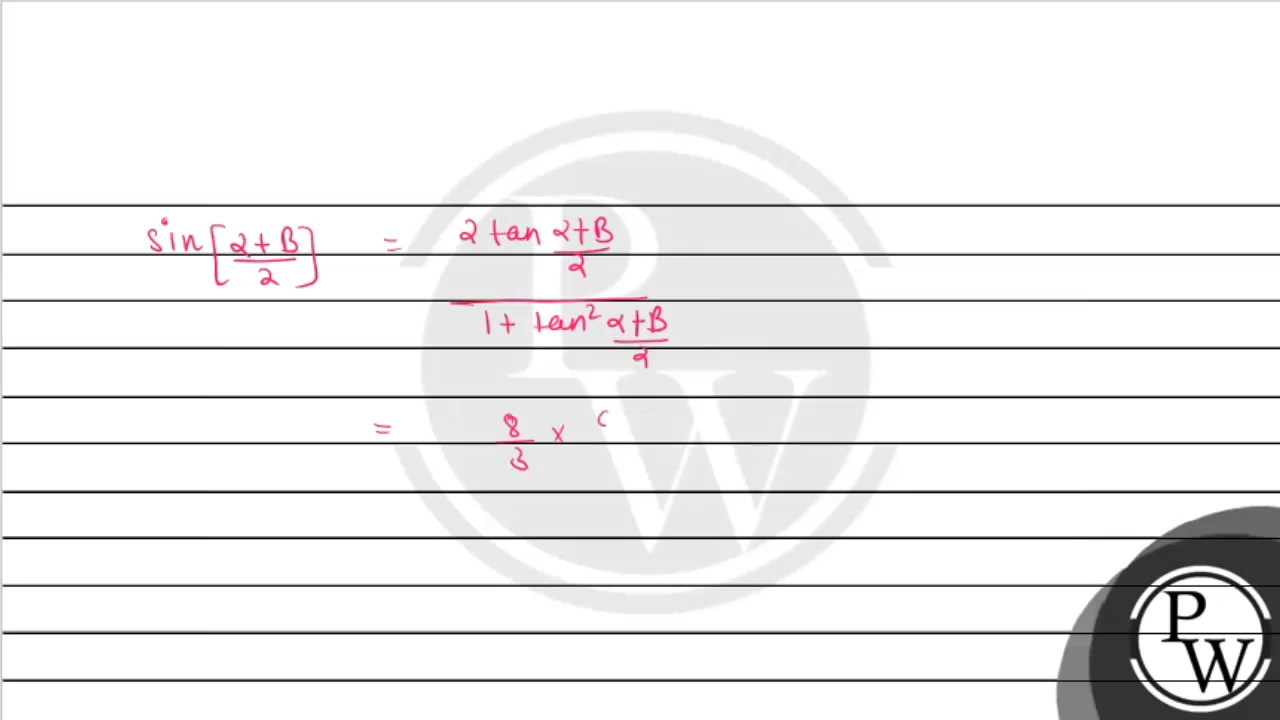 sin[α+B/2] = 2 tan α+B/2
1 + tan² α+B/2
= 8/3 ×
P
W
P
W